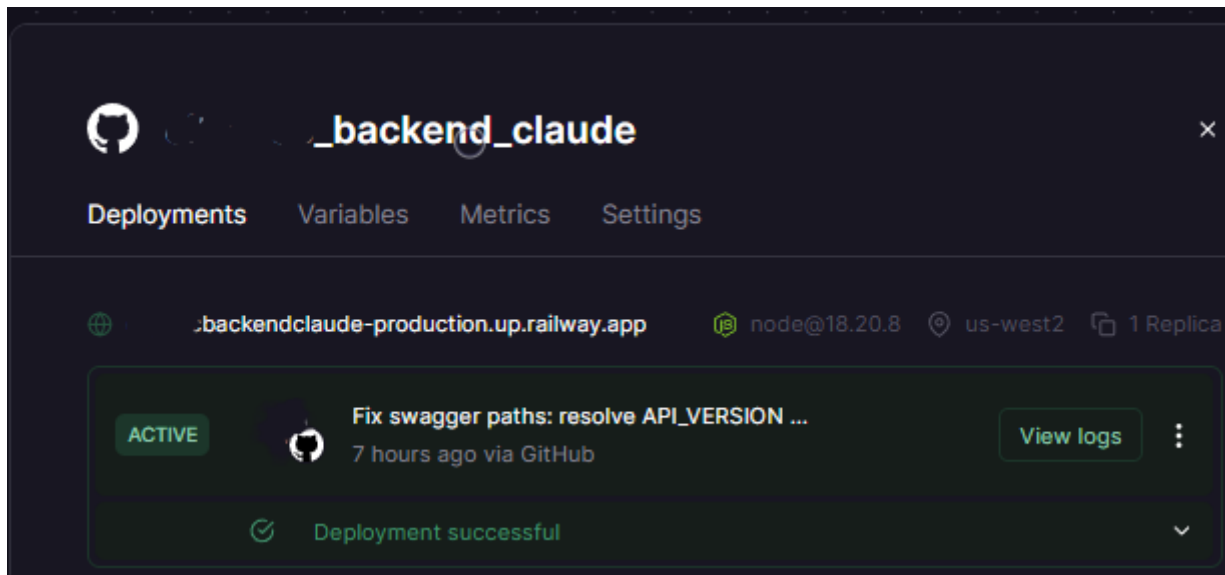 _backend_claude
Deployments Variables Metrics Settings
backendclaude-production.up.railway.app node@18.20.8 us-west2 1 Replica
ACTIVE
Fix swagger paths: resolve API_VERSION ...
7 hours ago via GitHub
View logs
Deployment successful